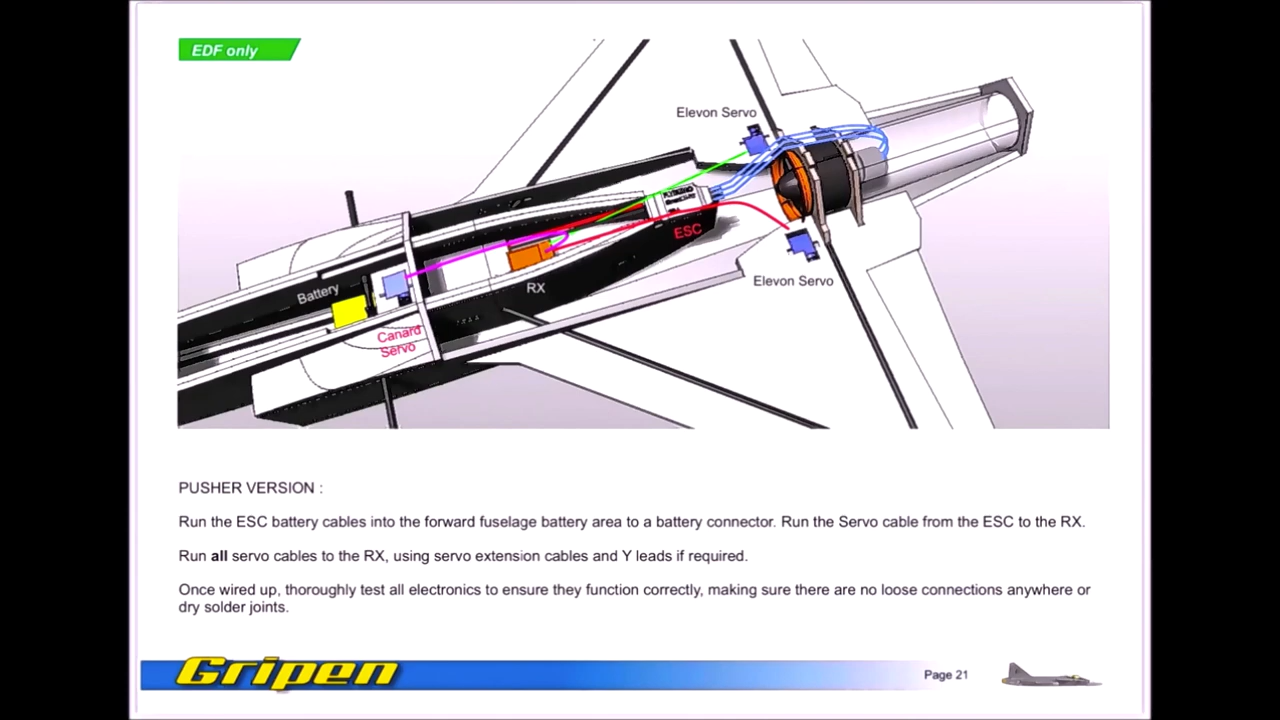 EDF only
Elevon Servo
ESC
Elevon Servo
RX
Battery
Canard
Servo
PUSHER VERSION :
Run the ESC battery cables into the forward fuselage battery area to a battery connector. Run the Servo cable from the ESC to the RX.
Run all servo cables to the RX, using servo extension cables and Y leads if required.
Once wired up, thoroughly test all electronics to ensure they function correctly, making sure there are no loose connections anywhere or
dry solder joints.
Gripen
Page 21